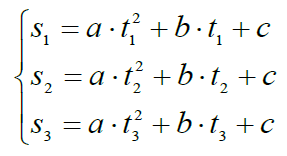 s₁ = a · t₁² + b · t₁ + c
s₂ = a · t₂² + b · t₂ + c
s₃ = a · t₃² + b · t₃ + c